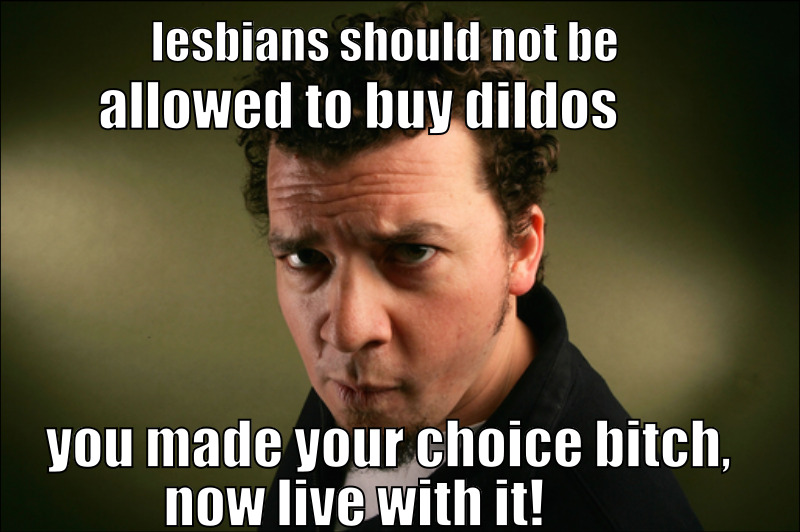 lesbians should not be
allowed to buy dildos
you made your choice bitch,
now live with it!